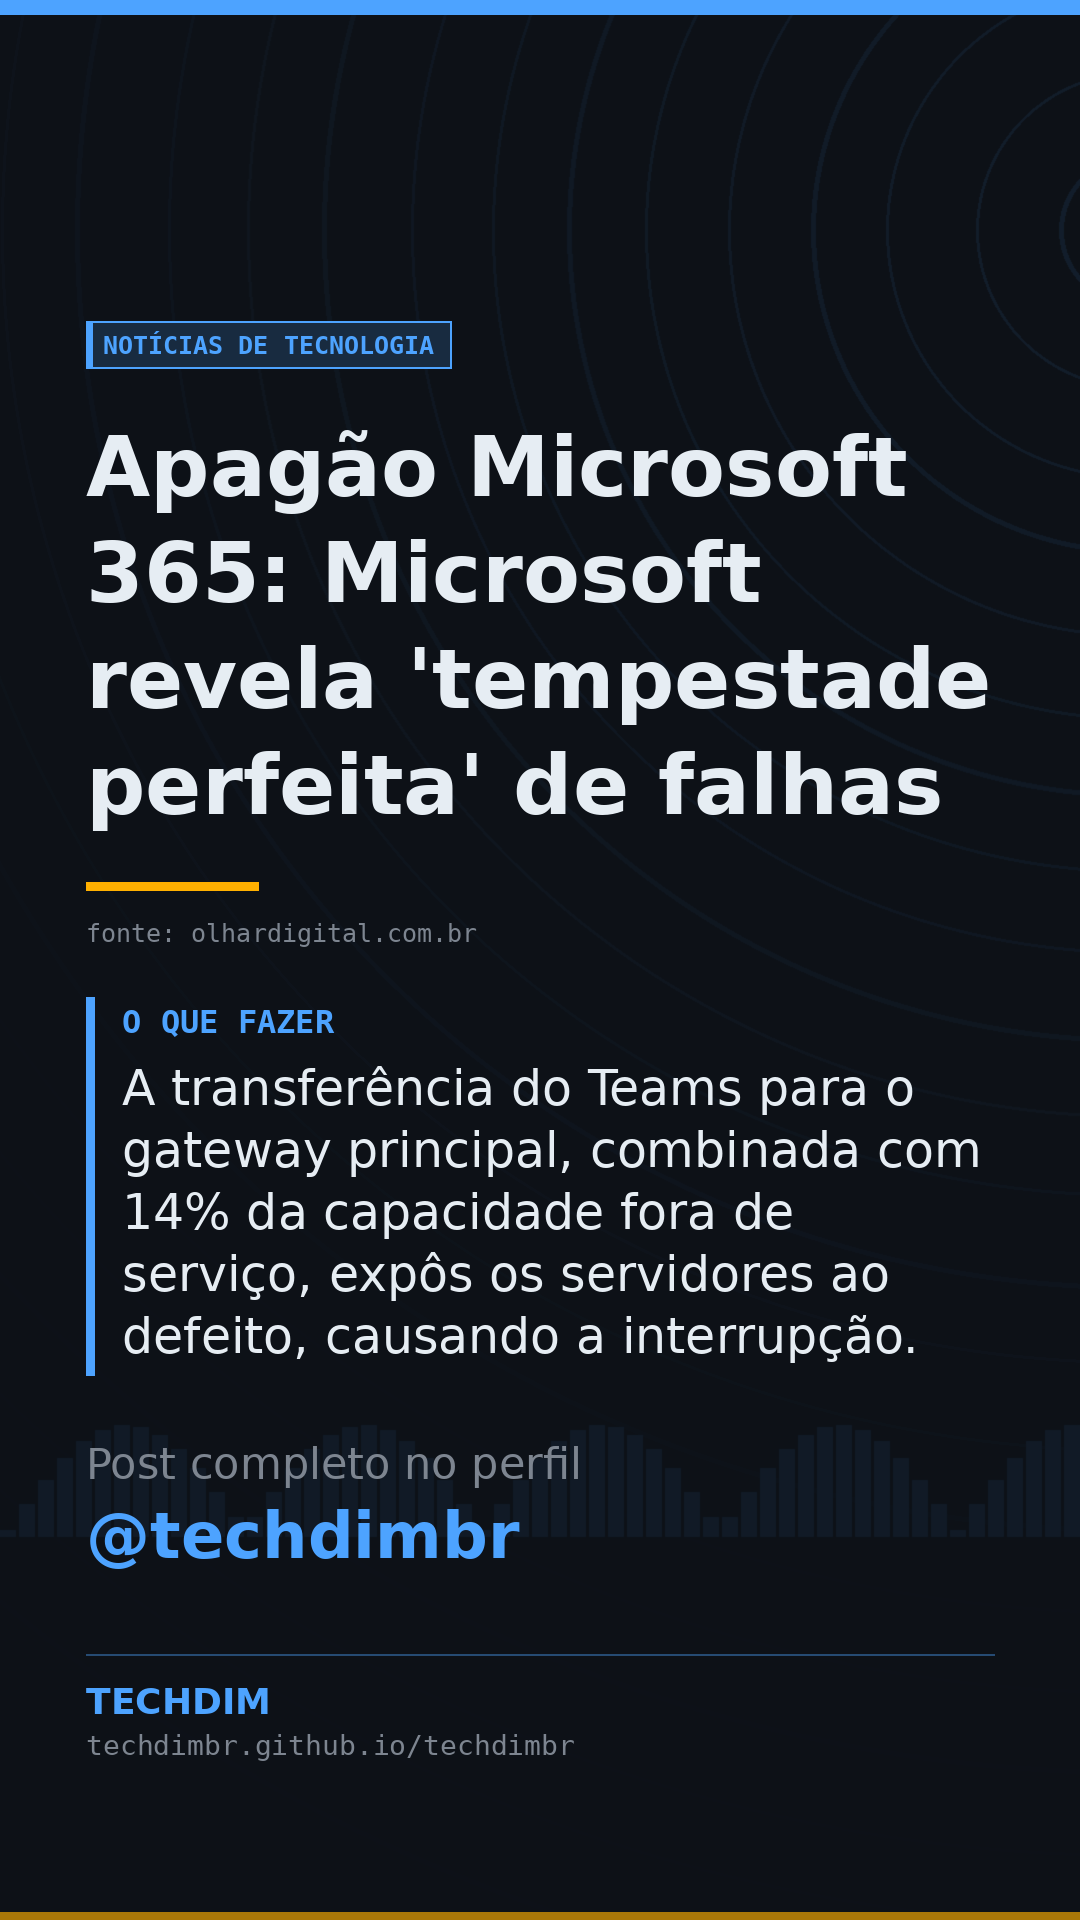 NOTÍCIAS DE TECNOLOGIA
Apagão Microsoft
365: Microsoft
revela 'tempestade
perfeita' de falhas
fonte: olhardigital.com.br
O QUE FAZER
A transferência do Teams para o
gateway principal, combinada com
14% da capacidade fora de
serviço, expôs os servidores ao
defeito, causando a interrupção.
Post completo no perfil
@techdimbr
TECHDIM
techdimbr.github.io/techdimbr